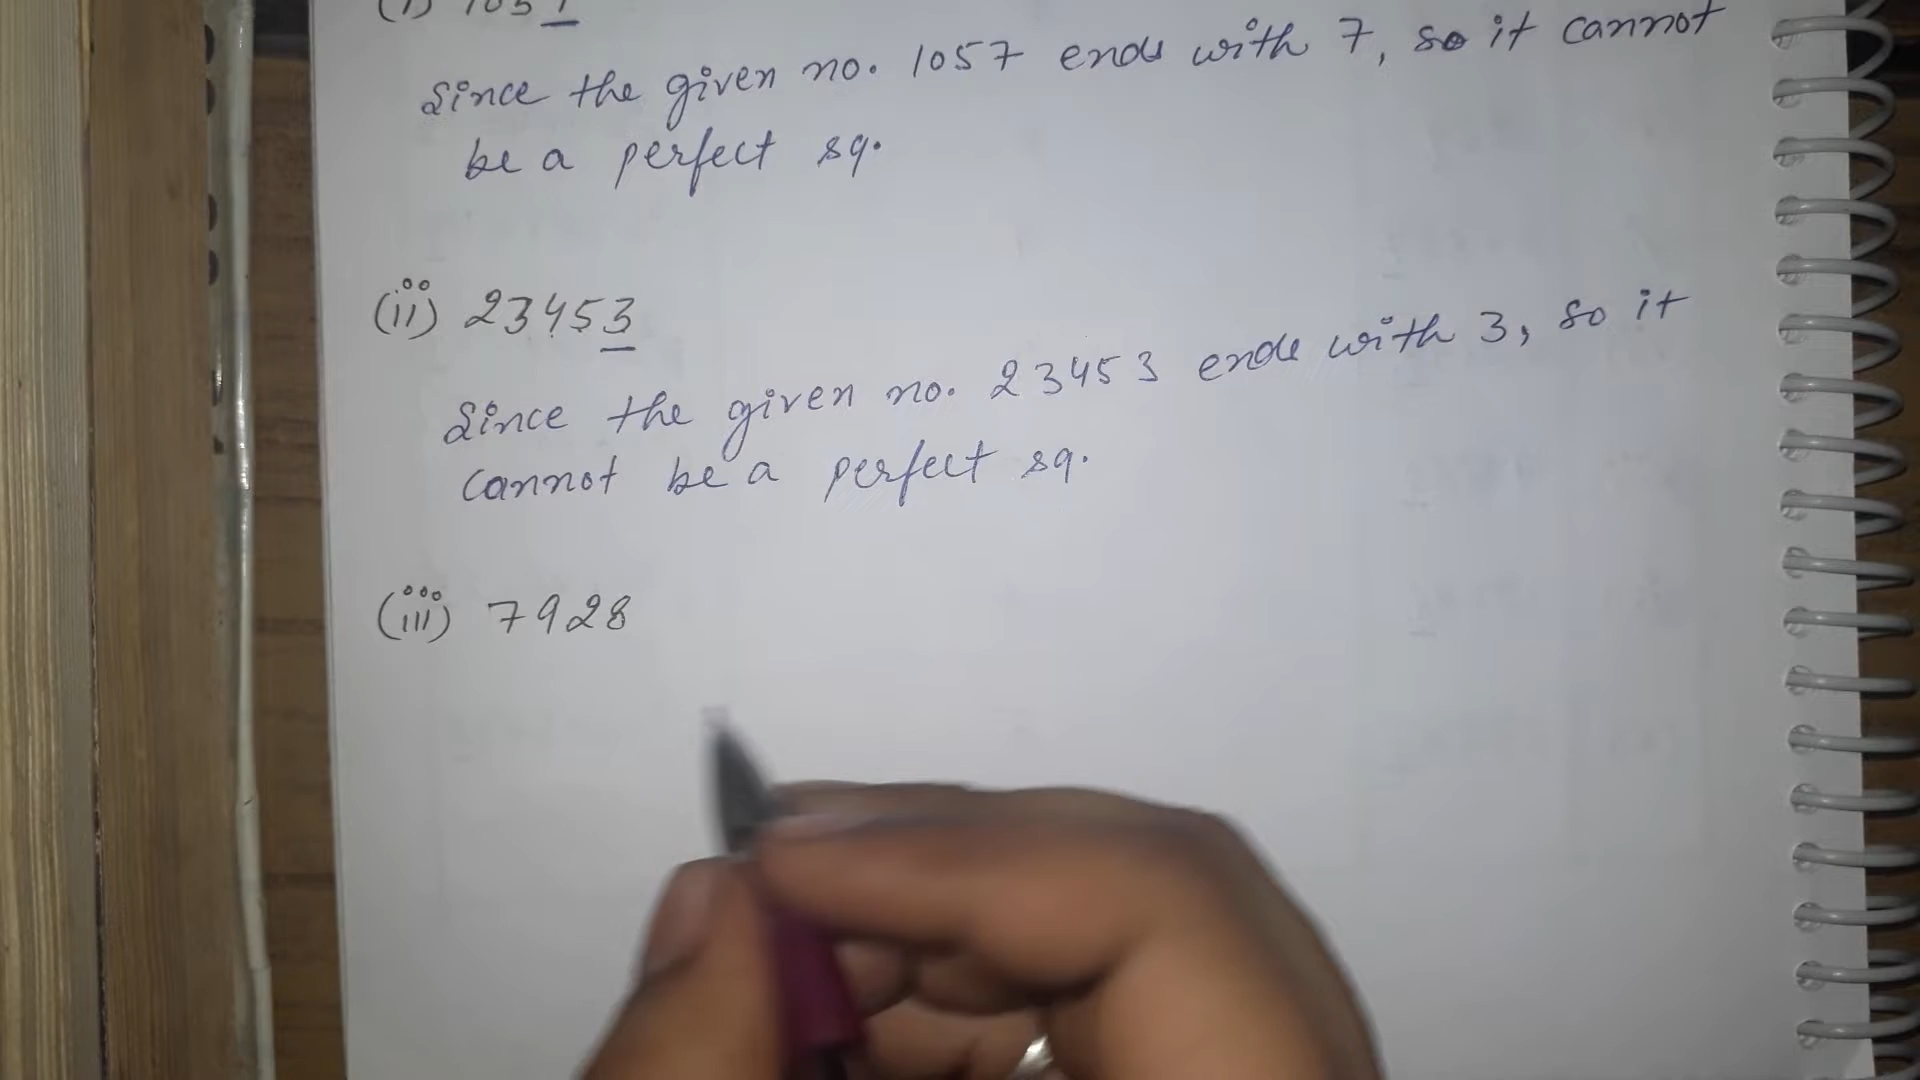 (i) 1057
Since the given no. 1057 ends with 7, so it cannot
be a perfect sq.
(ii) 23453
Since the given no. 23453 ends with 3, so it
cannot be a perfect sq.
(iii) 7928